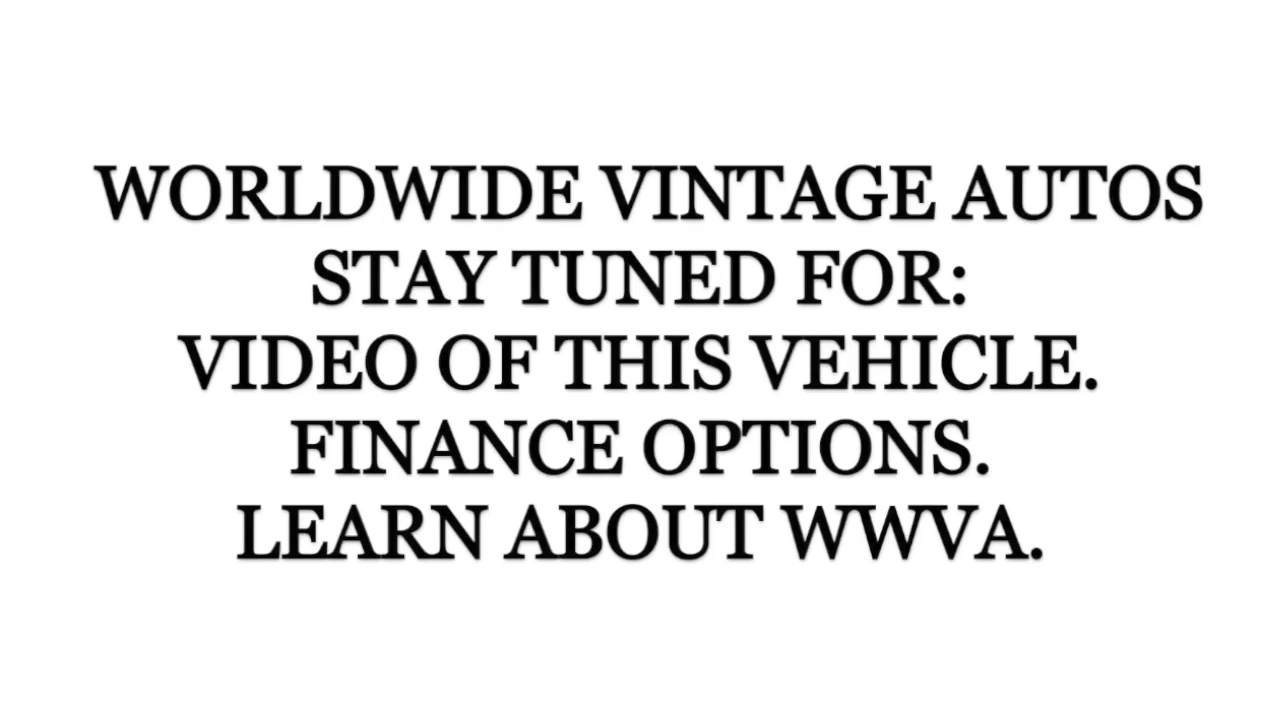 WORLDWIDE VINTAGE AUTOS
STAY TUNED FOR:
VIDEO OF THIS VEHICLE.
FINANCE OPTIONS.
LEARN ABOUT WWVA.